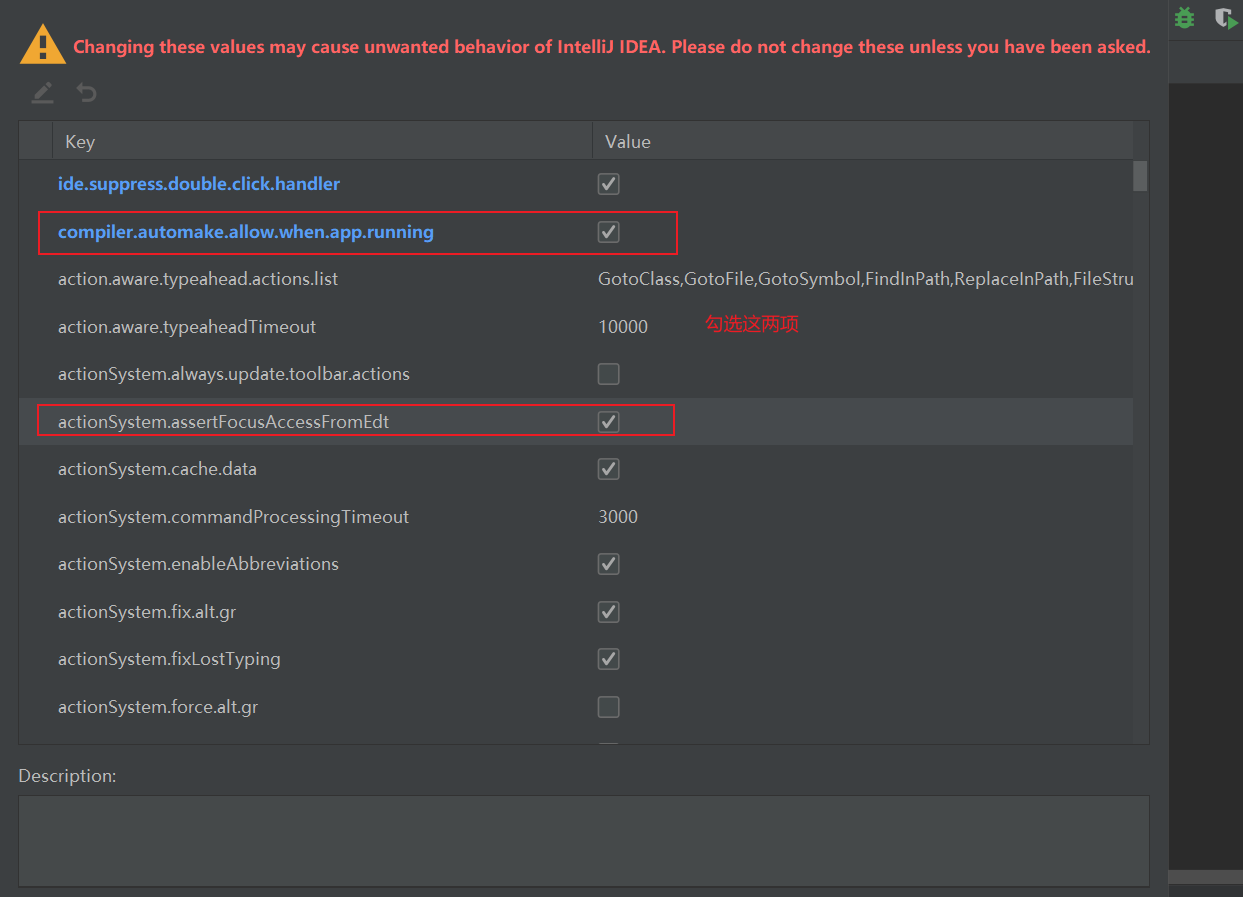 Changing these values may cause unwanted behavior of IntelliJ IDEA. Please do not change these unless you have been asked.
Key Value
ide.suppress.double.click.handler
compiler.automake.allow.when.app.running
action.aware.typeahead.actions.list GotoClass,GotoFile,GotoSymbol,FindInPath,ReplaceInPath,FileStru
action.aware.typeaheadTimeout 10000 勾选这两项
actionSystem.always.update.toolbar.actions
actionSystem.assertFocusAccessFromEdt
actionSystem.cache.data
actionSystem.commandProcessingTimeout 3000
actionSystem.enableAbbreviations
actionSystem.fix.alt.gr
actionSystem.fixLostTyping
actionSystem.force.alt.gr
Description: